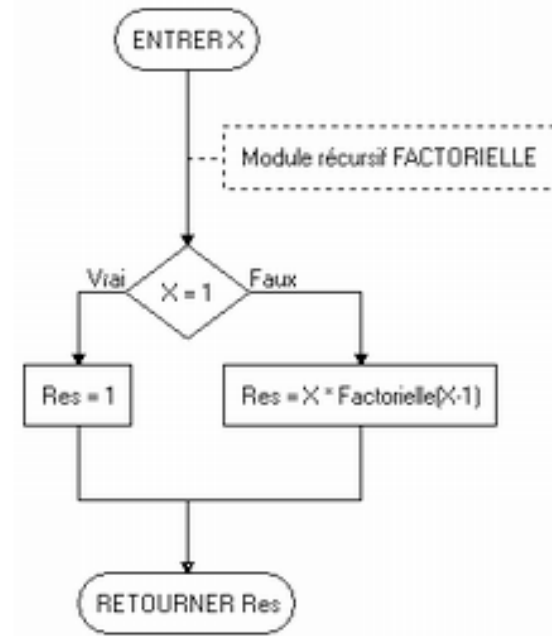 ENTRER X
Module récursif FACTORIELLE
Vrai
X = 1
Faux
Res = 1
Res = X * Factorielle(X-1)
RETOURNER Res